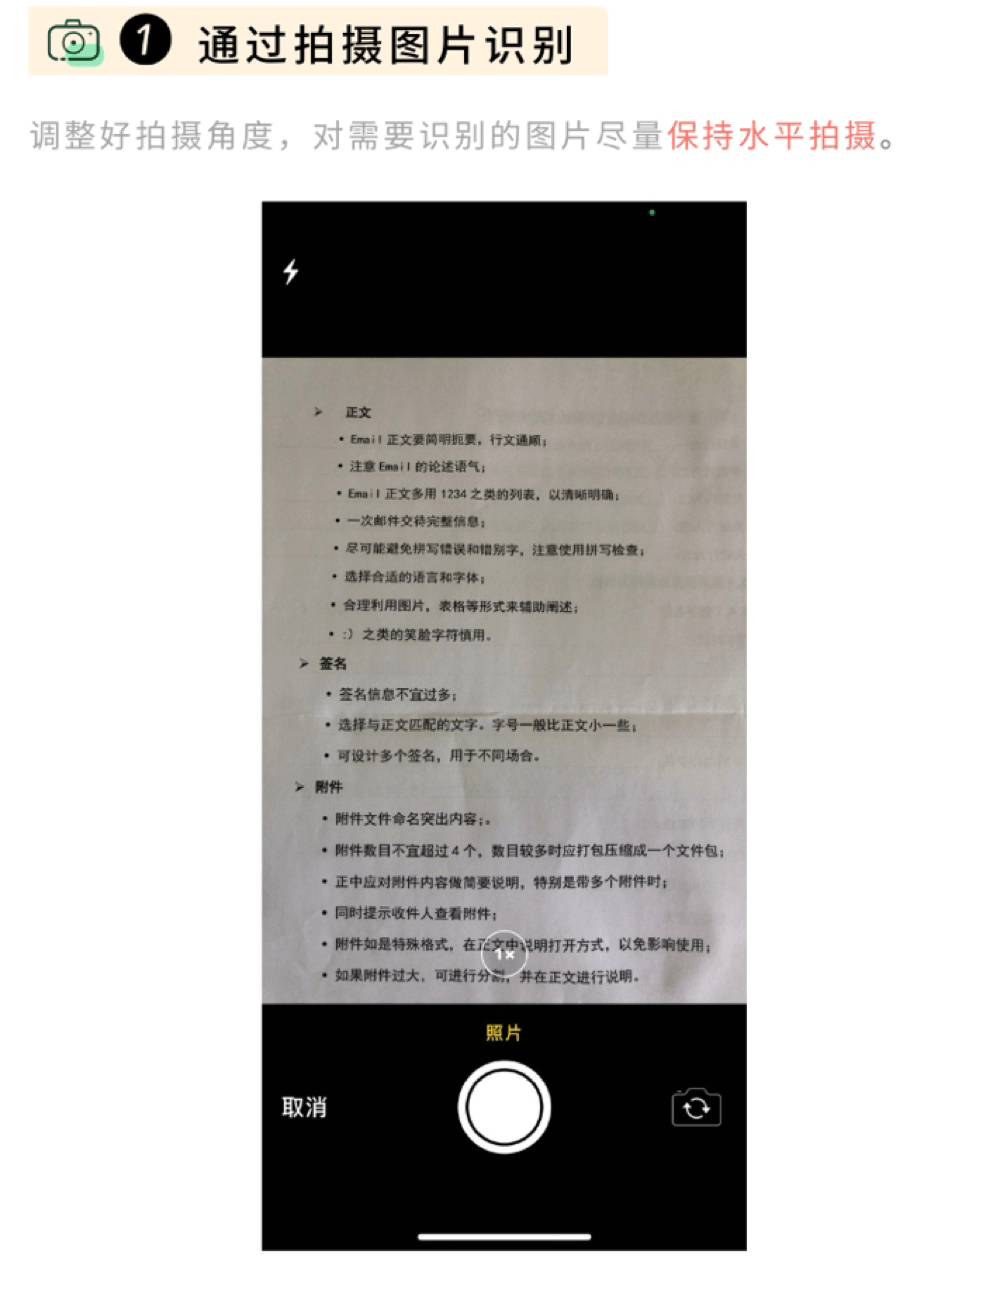 1 通过拍摄图片识别
调整好拍摄角度，对需要识别的图片尽量保持水平拍摄。
➢ 正文
• Email 正文要简明扼要，行文通顺；
• 注意 Email 的论述语气；
• Email 正文多用 1234 之类的列表，以清晰明确；
• 一次邮件交待完整信息；
• 尽可能避免拼写错误和错别字，注意使用拼写检查；
• 选择合适的语言和字体；
• 合理利用图片，表格等形式来辅助阐述；
• :）之类的笑脸字符慎用。
➢ 签名
• 签名信息不宜过多；
• 选择与正文匹配的文字。字号一般比正文小一些；
• 可设计多个签名，用于不同场合。
➢ 附件
• 附件文件命名突出内容；。
• 附件数目不宜超过 4 个，数目较多时应打包压缩成一个文件包；
• 正中应对附件内容做简要说明，特别是带多个附件时；
• 同时提示收件人查看附件；
• 附件如是特殊格式，在正文中说明打开方式，以免影响使用；
1×
• 如果附件过大，可进行分割，并在正文进行说明。
照片
取消